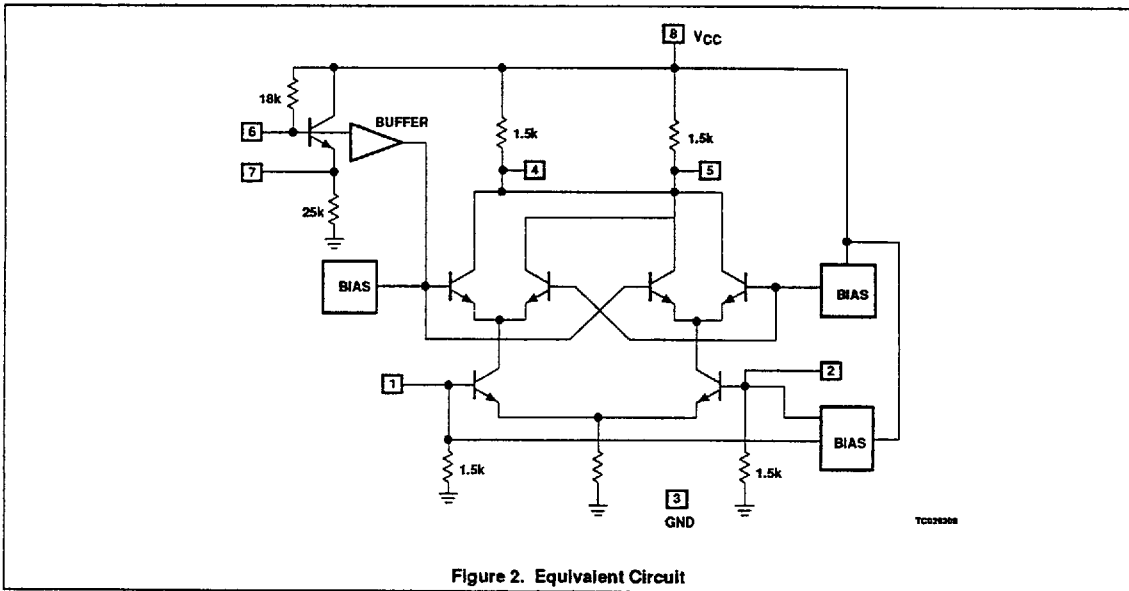 8 VCC
18k
BUFFER
6
1.5k
1.5k
7
4
5
25k
BIAS
BIAS
1
2
BIAS
1.5k
1.5k
3
GND
Figure 2. Equivalent Circuit